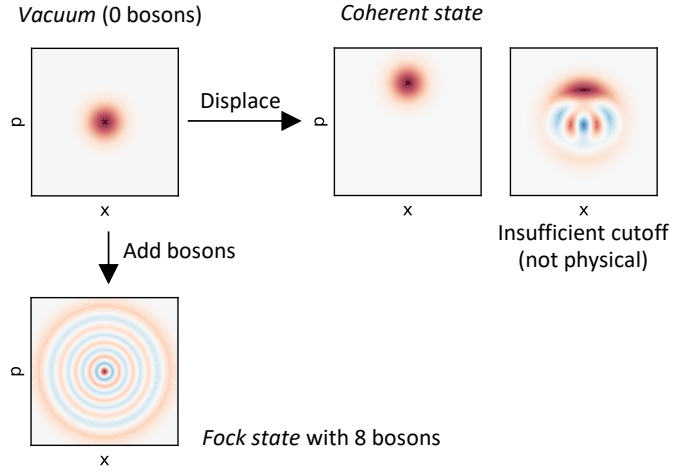 Vacuum (0 bosons)
Coherent state
p
x
Displace
p
x
x
Insufficient cutoff
(not physical)
Add bosons
p
x
Fock state with 8 bosons